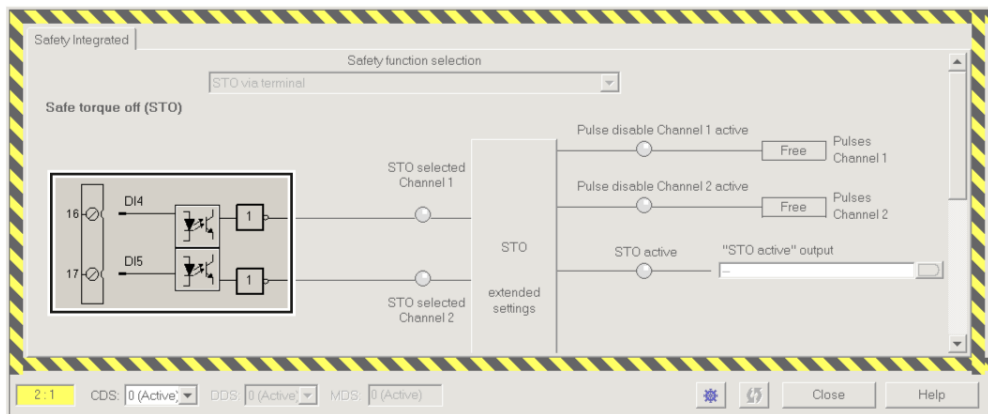 Safety Integrated
Safety function selection
STO via terminal
Safe torque off (STO)
Pulse disable Channel 1 active
Free
Pulses
Channel 1
STO selected
Channel 1
Pulse disable Channel 2 active
Free
Pulses
Channel 2
16
DI4
1
STO
STO active
"STO active" output
...
17
DI5
1
extended
settings
STO selected
Channel 2
2:1
CDS: 0 (Active)
DDS: 0 (Active)
MDS: 0 (Active)
Close
Help